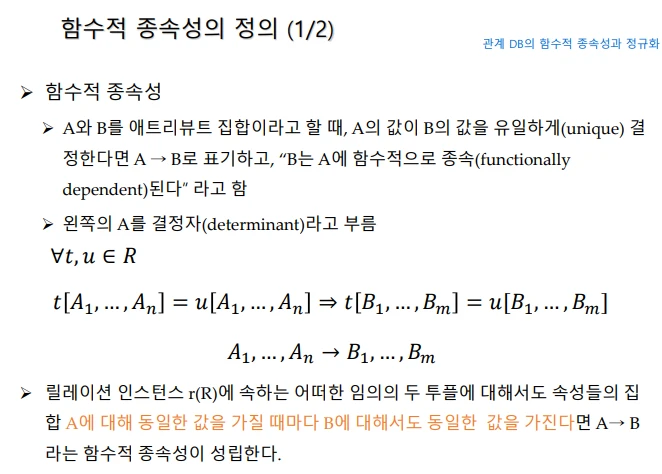 함수적 종속성의 정의 (1/2)
관계 DB의 함수적 종속성과 정규화
➢ 함수적 종속성
➢ A와 B를 애트리뷰트 집합이라고 할 때, A의 값이 B의 값을 유일하게(unique) 결
정한다면 A → B로 표기하고, “B는 A에 함수적으로 종속(functionally
dependent)된다” 라고 함
➢ 왼쪽의 A를 결정자(determinant)라고 부름
∀t, u ∈ R
t[A₁, … , Aₙ] = u[A₁, … , Aₙ] ⇒ t[B₁, … , Bₘ] = u[B₁, … , Bₘ]
A₁, … , Aₙ → B₁, … , Bₘ
➢ 릴레이션 인스턴스 r(R)에 속하는 어떠한 임의의 두 투플에 대해서도 속성들의 집
합 A에 대해 동일한 값을 가질 때마다 B에 대해서도 동일한 값을 가진다면 A→ B
라는 함수적 종속성이 성립한다.